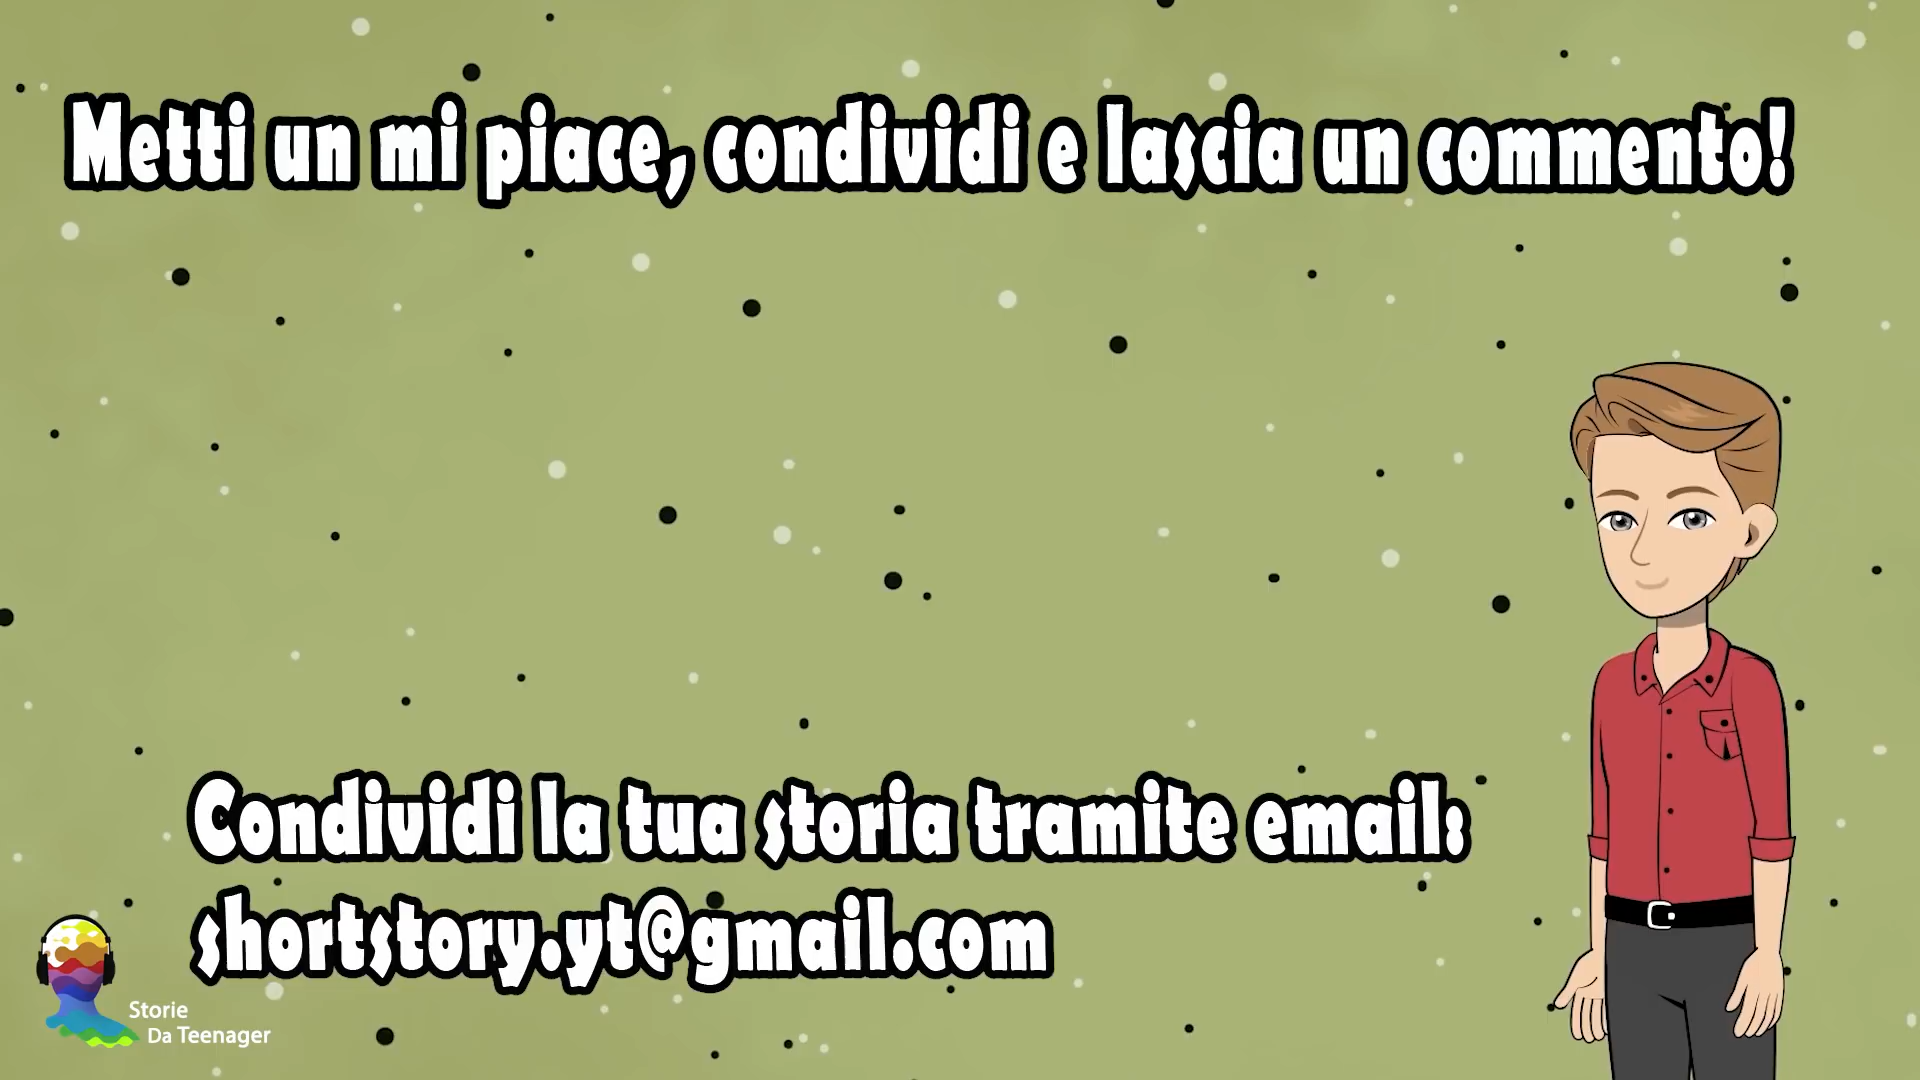 Metti un mi piace, condividi e lascia un commento!
Condividi la tua storia tramite email:
shortstory.yt@gmail.com
Storie
Da Teenager